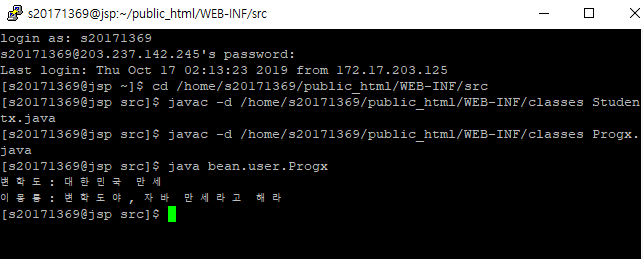 s20171369@jsp:~/public_html/WEB-INF/src
login as: s20171369
s20171369@203.237.142.245's password:
Last login: Thu Oct 17 02:13:23 2019 from 172.17.203.125
[s20171369@jsp ~]$ cd /home/s20171369/public_html/WEB-INF/src
[s20171369@jsp src]$ javac -d /home/s20171369/public_html/WEB-INF/classes Studen
tx.java
[s20171369@jsp src]$ javac -d /home/s20171369/public_html/WEB-INF/classes Progx.
java
[s20171369@jsp src]$ java bean.user.Progx
변학도:대한민국 만세
이몽룡:변학도야,자바 만세라고 해라
[s20171369@jsp src]$